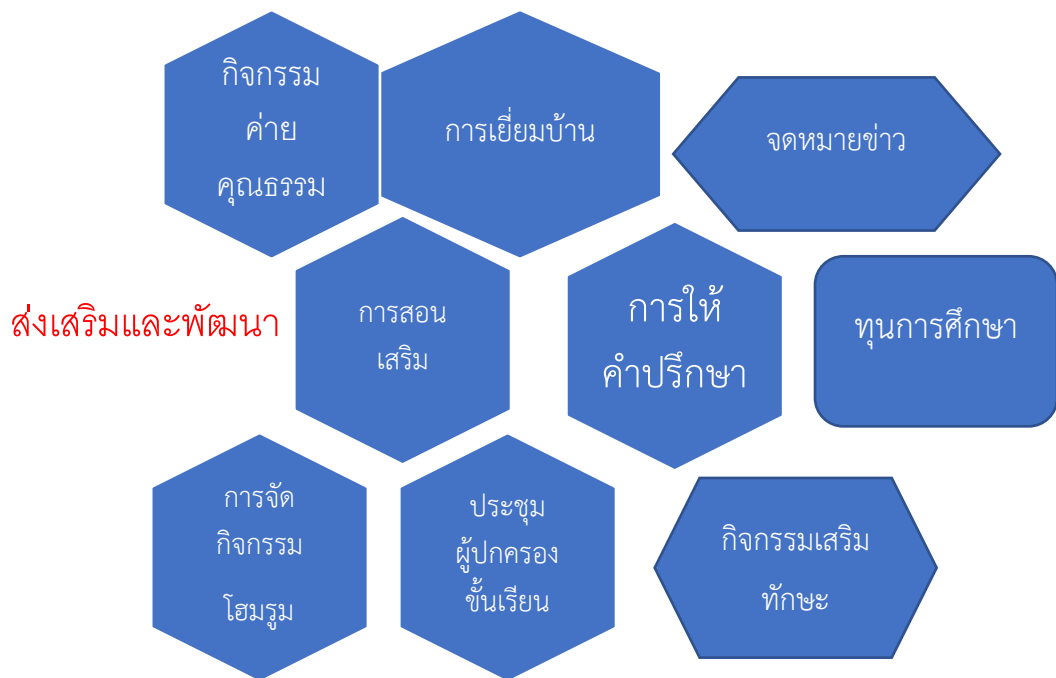 กิจกรรม
ค่าย
คุณธรรม
การเยี่ยมบ้าน
จดหมายข่าว
ส่งเสริมและพัฒนา
การสอน
เสริม
การให้
คำปรึกษา
ทุนการศึกษา
การจัด
กิจกรรม
โฮมรูม
ประชุม
ผู้ปกครอง
ขั้นเรียน
กิจกรรมเสริม
ทักษะ